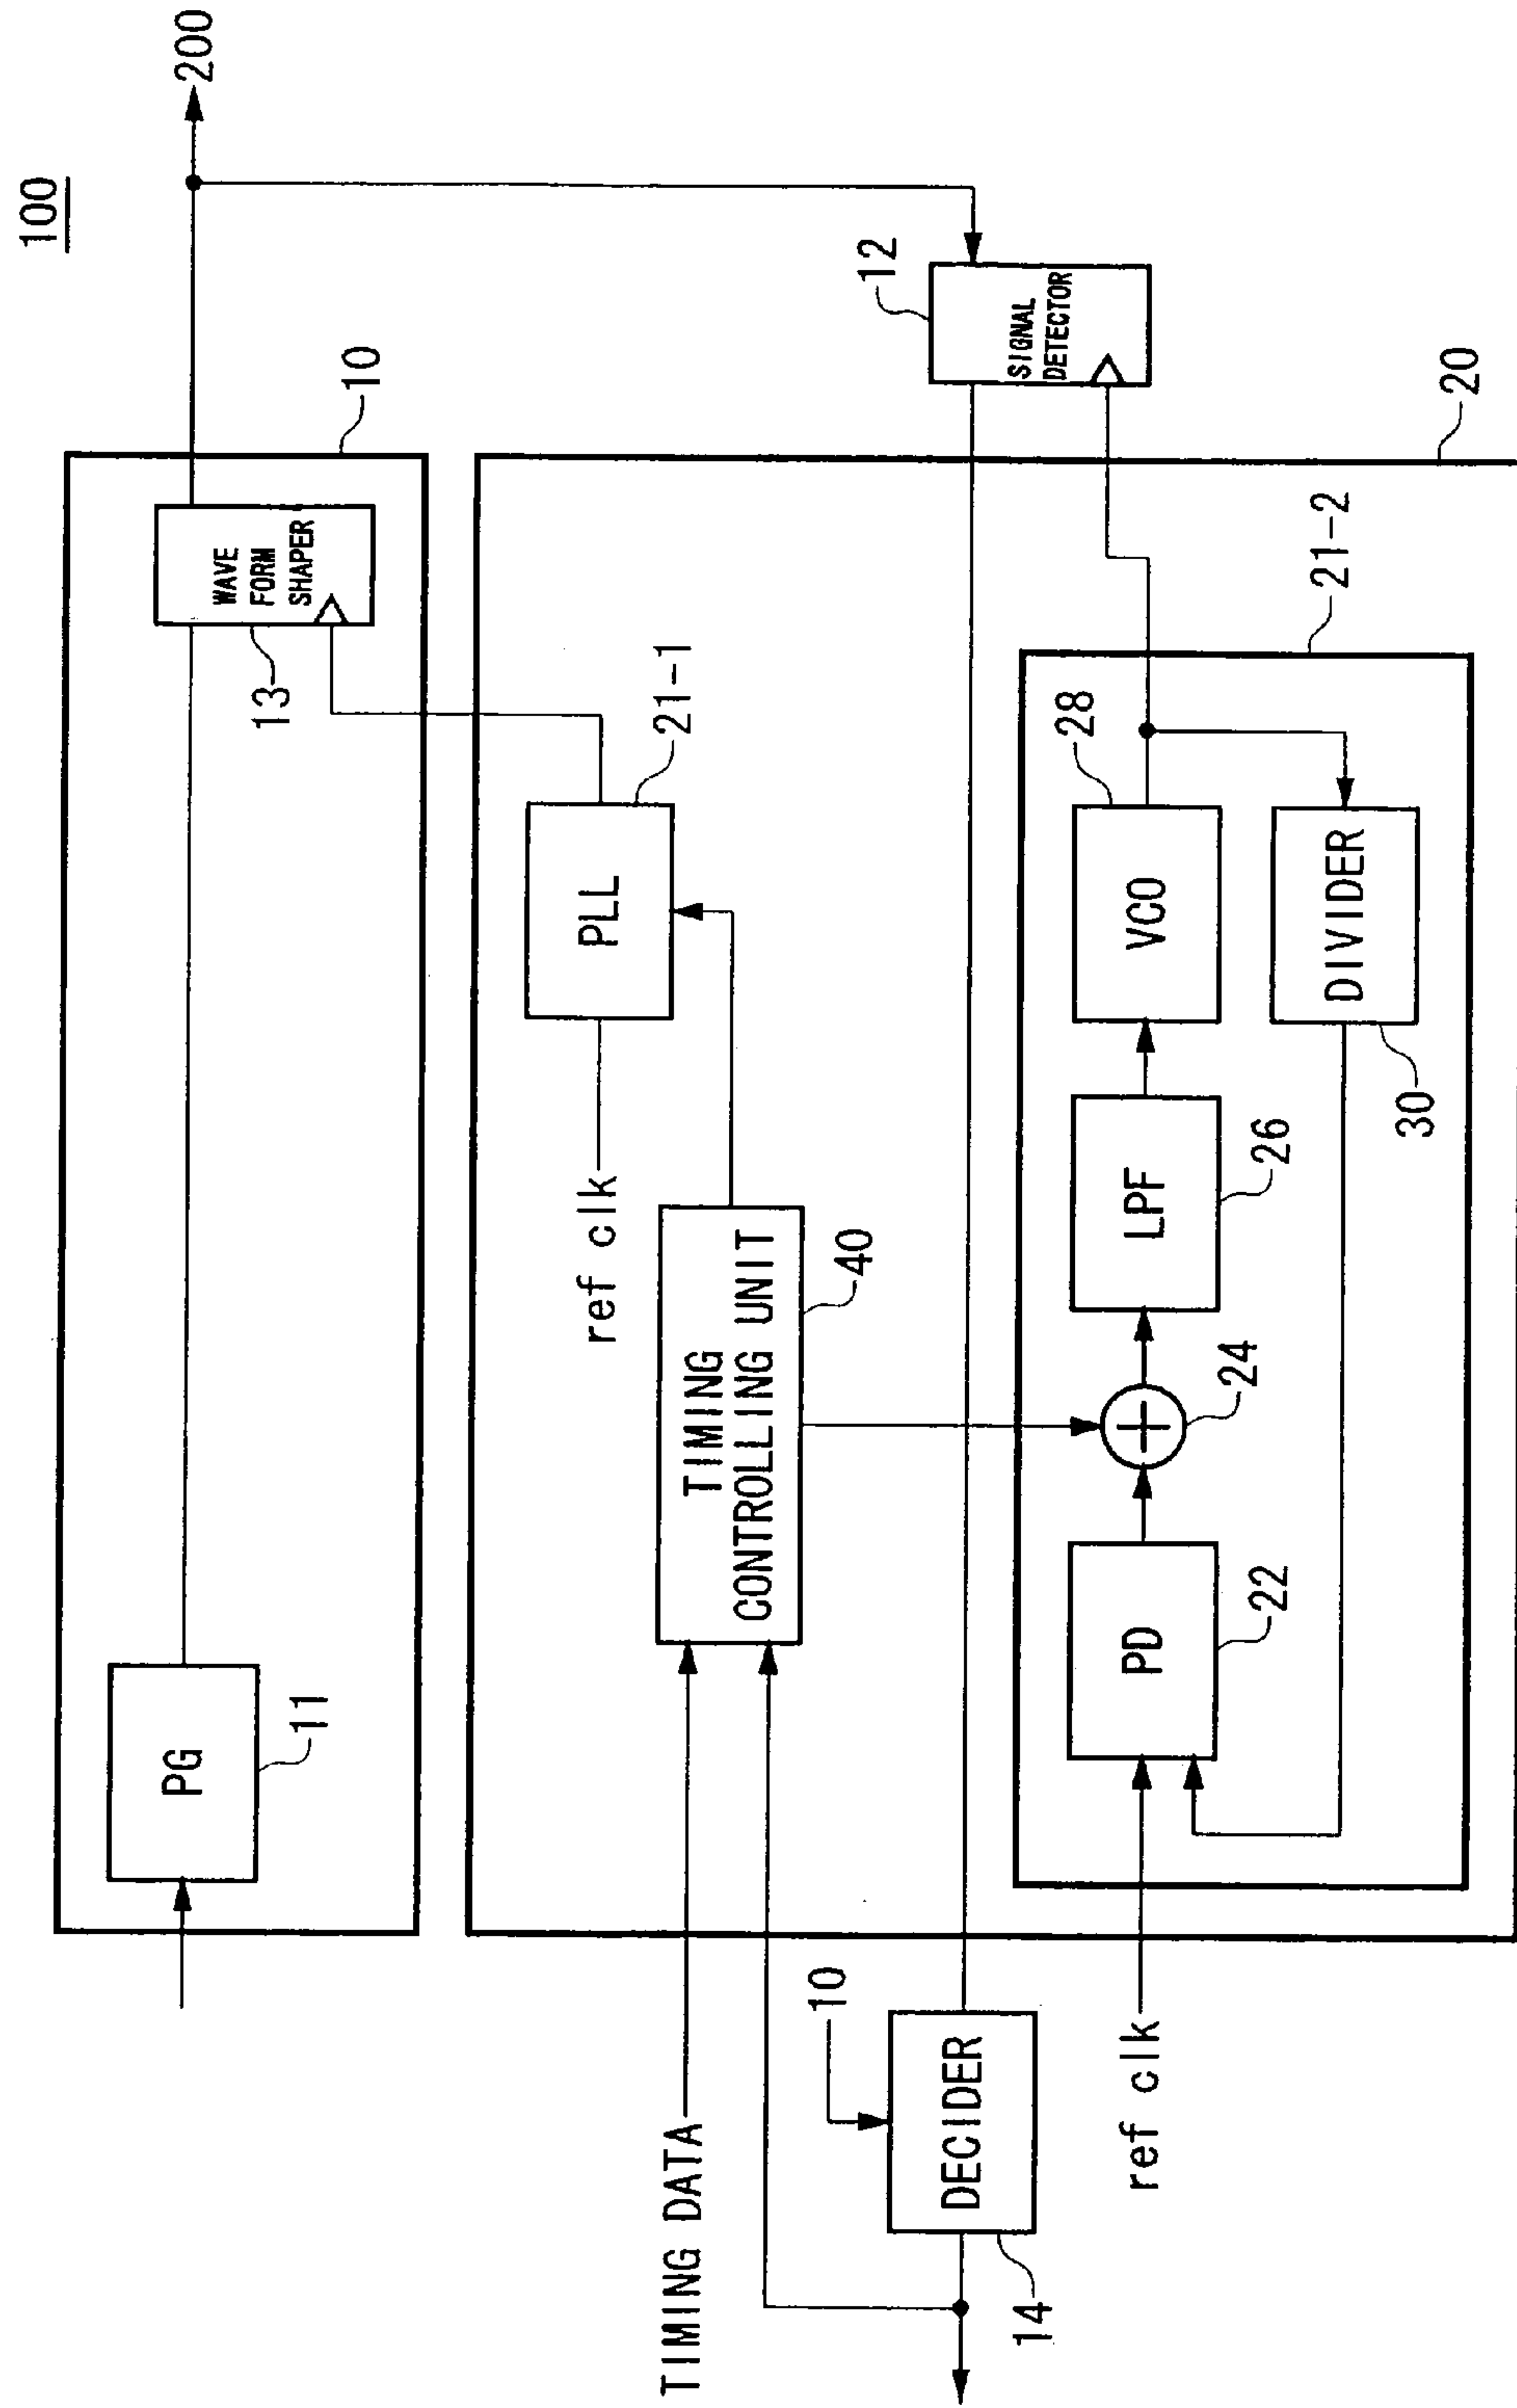 100
200
10
PG
11
WAVE
FORM
SHAPER
13
12
SIGNAL
DETECTOR
20
PLL
21-1
ref clk
TIMING
CONTROLLING UNIT
40
TIMING DATA
10
DECIDER
14
ref clk
21-2
PD
22
24
LPF
26
VCO
28
DIVIDER
30